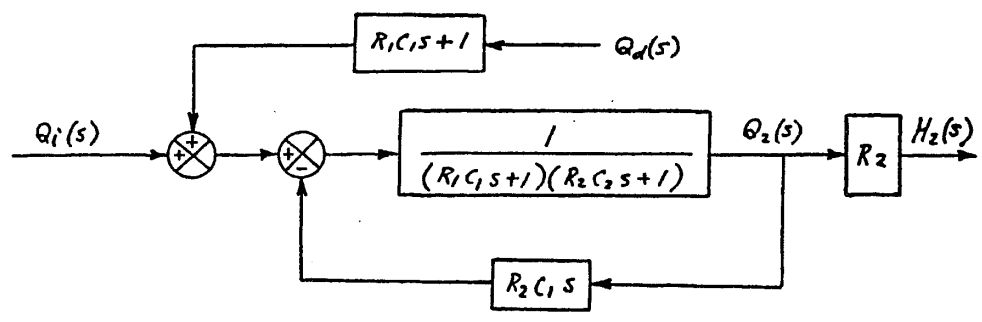 R₁C₁s+1
Qd(s)
Qi(s)
+
+
+
-
1
(R₁C₁s+1)(R₂C₂s+1)
Q₂(s)
R₂
H₂(s)
R₂C₁s